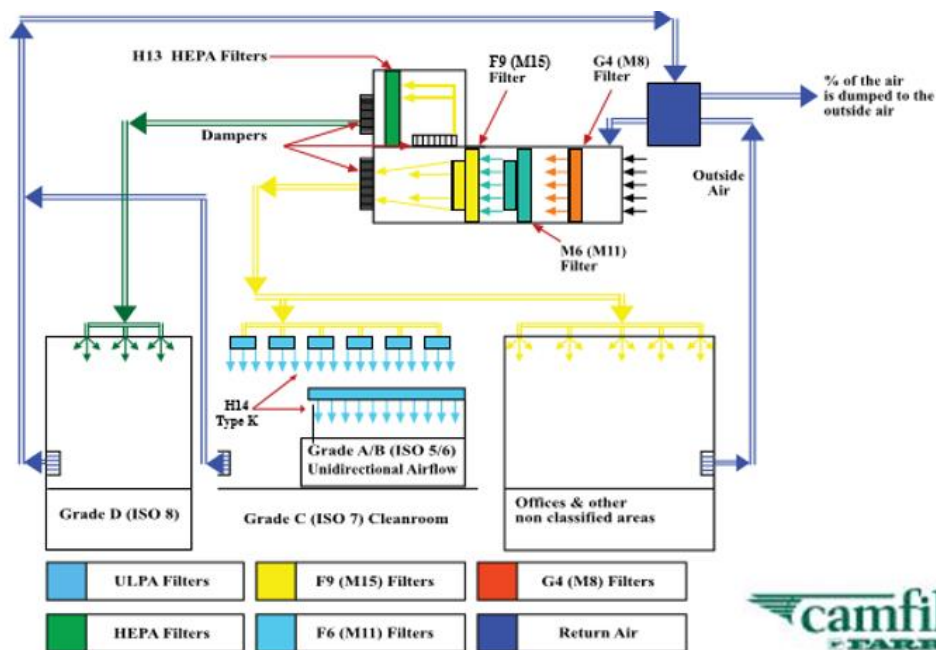 H13 HEPA Filters
F9 (M15)
Filter
G4 (M8)
Filter
% of the air
is dumped to the
outside air
Dampers
Outside
Air
M6 (M11)
Filter
H14
Type K
Grade A/B (ISO 5/6)
Unidirectional Airflow
Grade D (ISO 8)
Grade C (ISO 7) Cleanroom
Offices & other
non classified areas
ULPA Filters
F9 (M15) Filters
G4 (M8) Filters
HEPA Filters
F6 (M11) Filters
Return Air
camfil
FARR